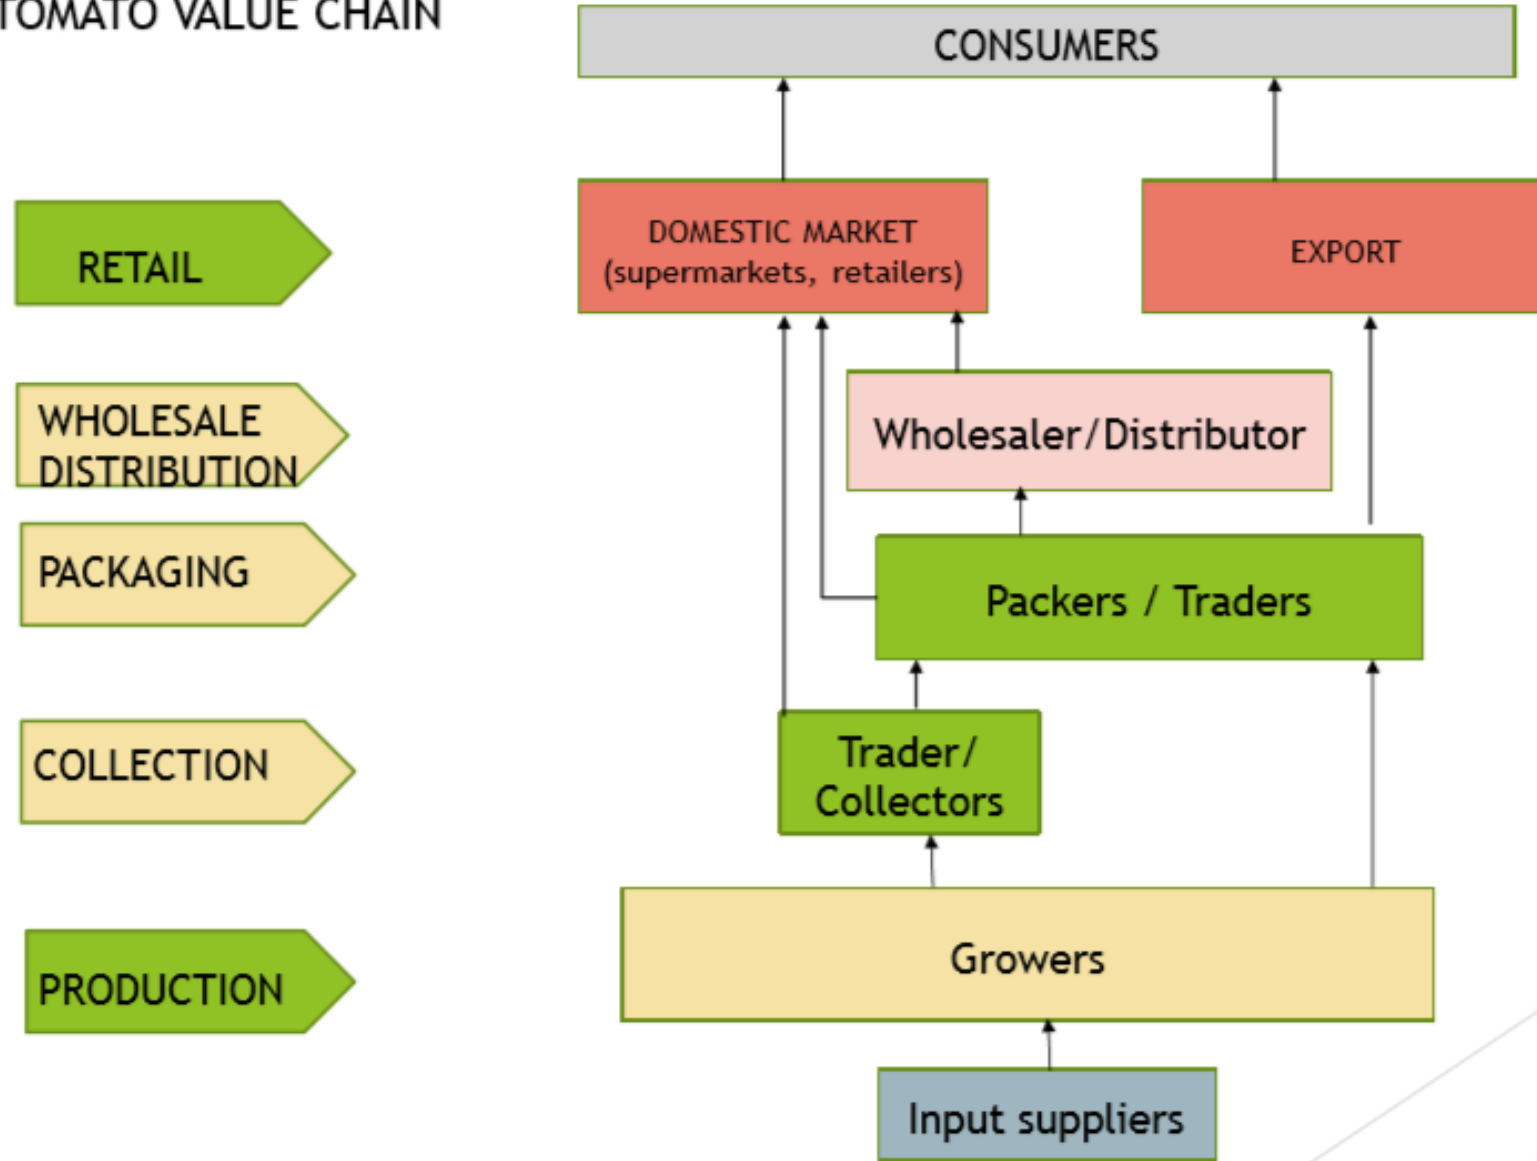 TOMATO VALUE CHAIN
CONSUMERS
RETAIL
DOMESTIC MARKET
(supermarkets, retailers)
EXPORT
WHOLESALE
DISTRIBUTION
Wholesaler/Distributor
PACKAGING
Packers / Traders
COLLECTION
Trader/
Collectors
PRODUCTION
Growers
Input suppliers